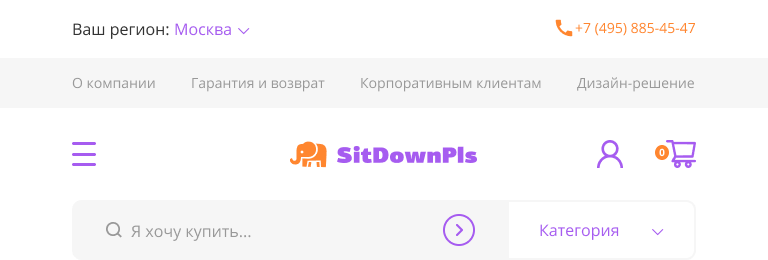 Ваш регион: Москва
+7 (495) 885-45-47
О компании Гарантия и возврат Корпоративным клиентам Дизайн-решение
SitDownPls
0
Я хочу купить...
Категория